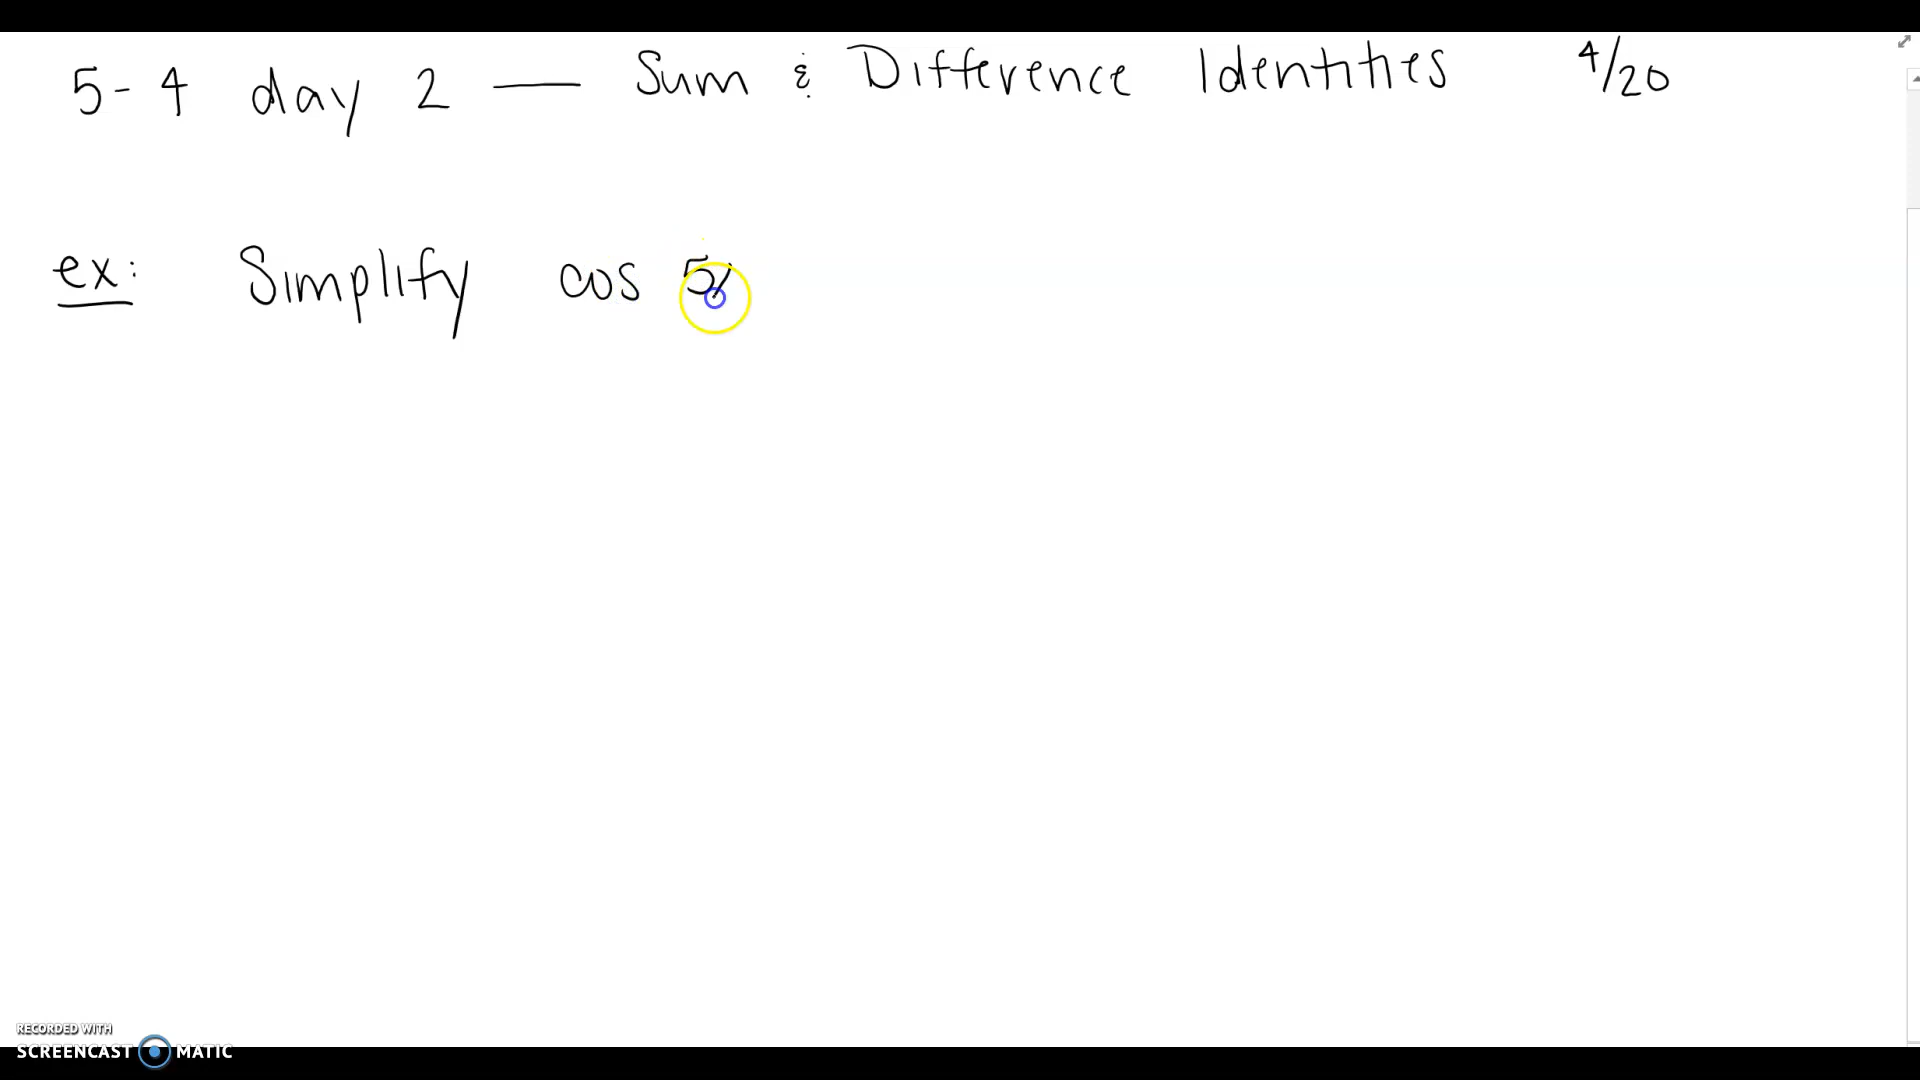 5-4 day 2 — Sum & Difference Identities 4/20
ex: Simplify cos 5
RECORDED WITH
SCREENCAST MATIC